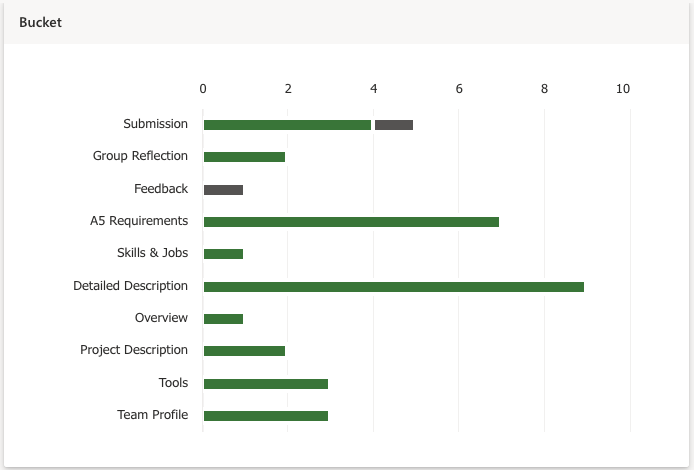 Bucket
0 2 4 6 8 10
Submission
Group Reflection
Feedback
A5 Requirements
Skills & Jobs
Detailed Description
Overview
Project Description
Tools
Team Profile